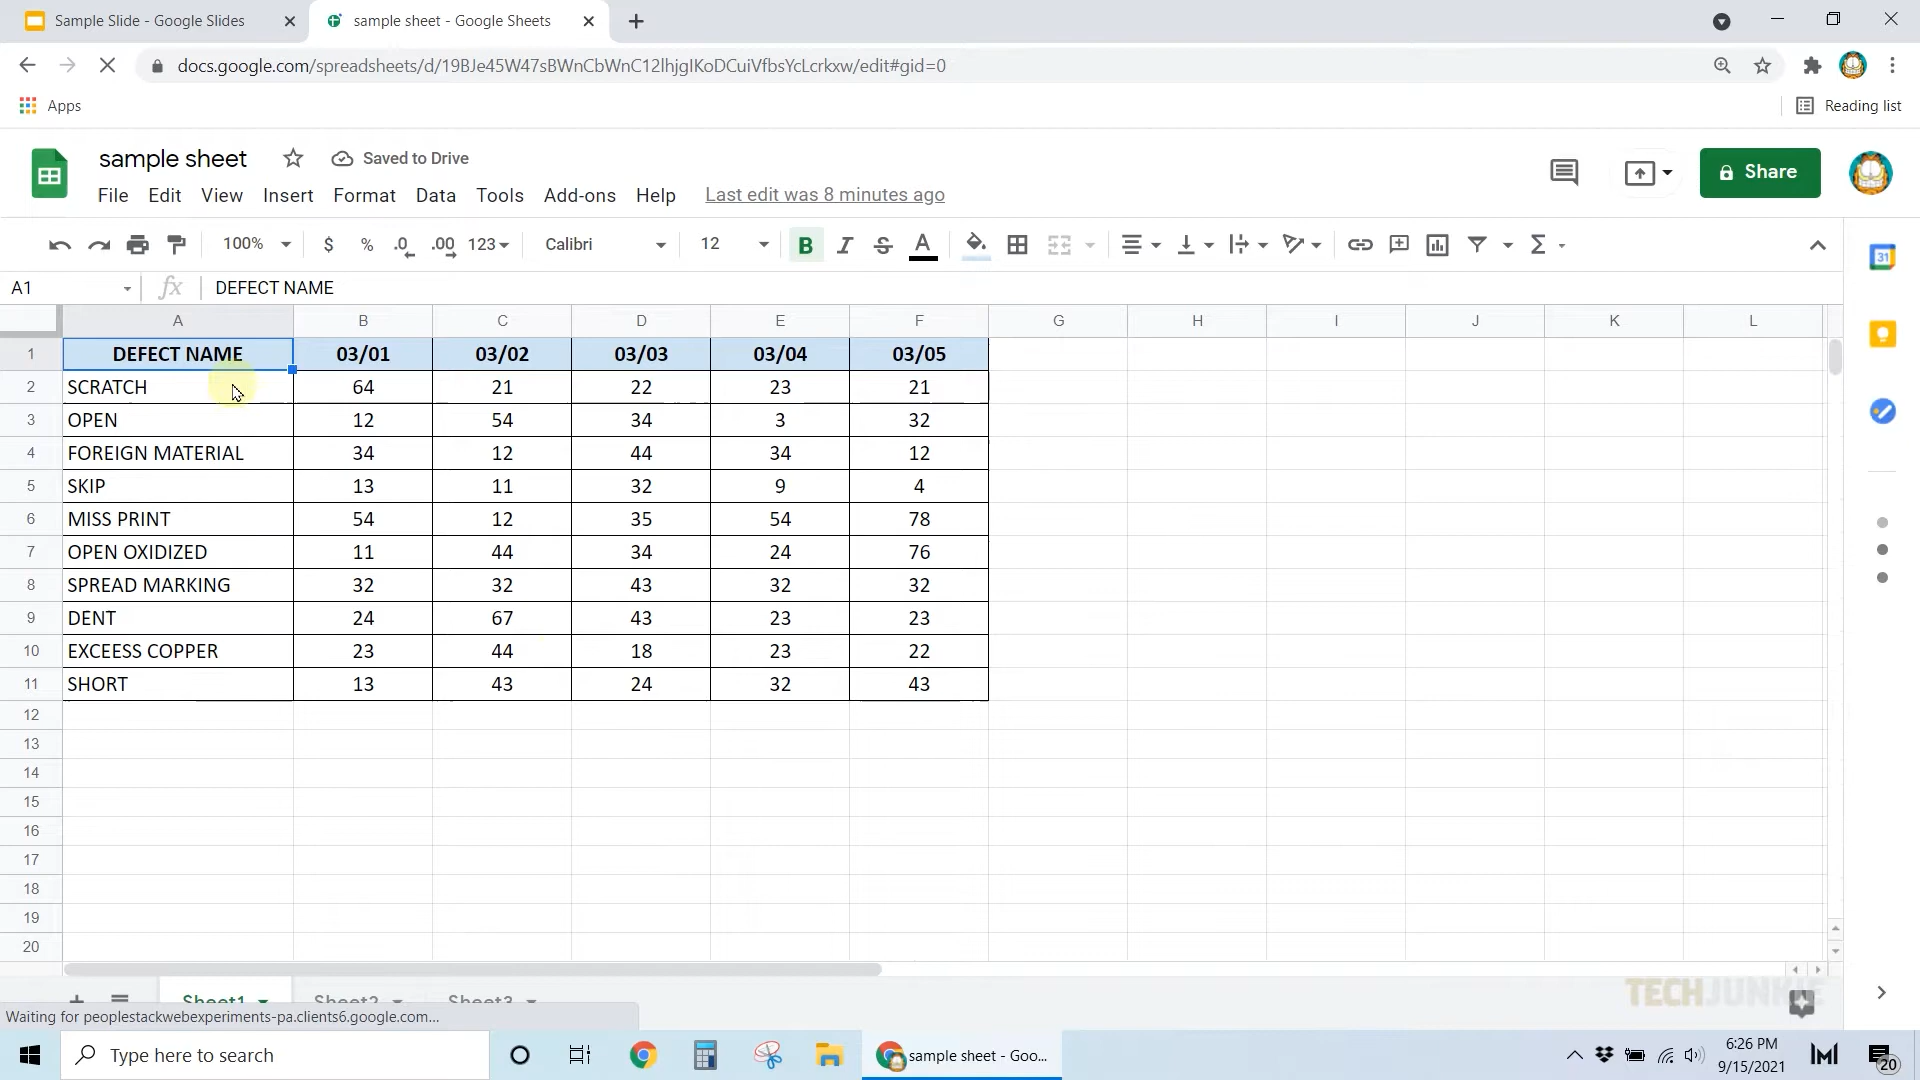 Sample Slide - Google Slides
sample sheet - Google Sheets
docs.google.com/spreadsheets/d/19BJe45W47sBWnCbWnC12lhjgIKoDCuiVfbsYcLcrkxw/edit#gid=0
Apps
Reading list
sample sheet
Saved to Drive
Share
File Edit View Insert Format Data Tools Add-ons Help Last edit was 8 minutes ago
100% $ % .0 .00 123 Calibri 12 B I S A Σ
31
A1 fx DEFECT NAME
A B C D E F G H I J K L
1 DEFECT NAME 03/01 03/02 03/03 03/04 03/05
2 SCRATCH 64 21 22 23 21
3 OPEN 12 54 34 3 32
4 FOREIGN MATERIAL 34 12 44 34 12
5 SKIP 13 11 32 9 4
6 MISS PRINT 54 12 35 54 78
7 OPEN OXIDIZED 11 44 34 24 76
8 SPREAD MARKING 32 32 43 32 32
9 DENT 24 67 43 23 23
10 EXCEESS COPPER 23 44 18 23 22
11 SHORT 13 43 24 32 43
12
13
14
15
16
17
18
19
20
Sheet1 Sheet2 Sheet3
TECHJUNKIE
Waiting for peoplestackwebexperiments-pa.clients6.google.com...
Type here to search
sample sheet - Goo...
6:26 PM
9/15/2021
20